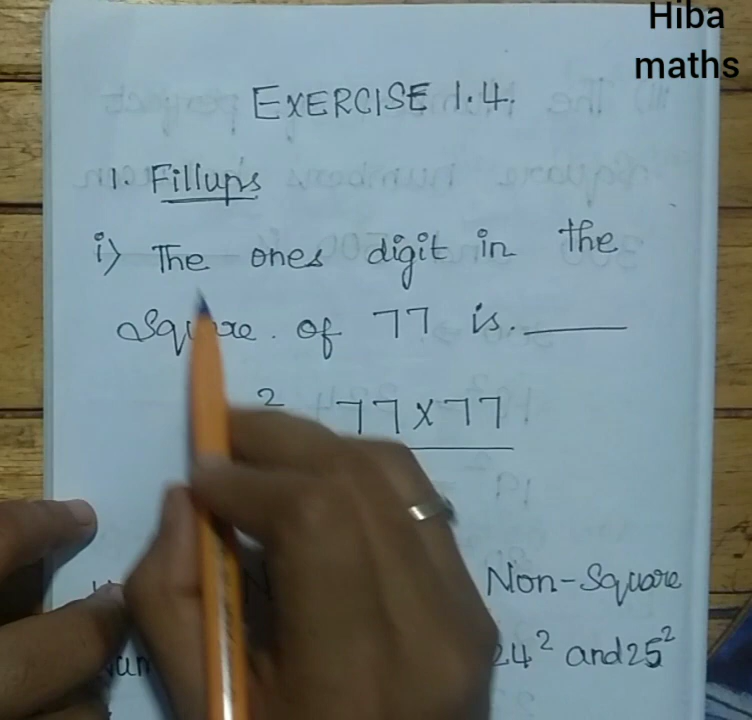 Hiba
maths
EXERCISE 1.4.
1. Fillups
i) The ones digit in the
Square. of 77 is. ______
2 77×77
Non-Square
24² and 25²